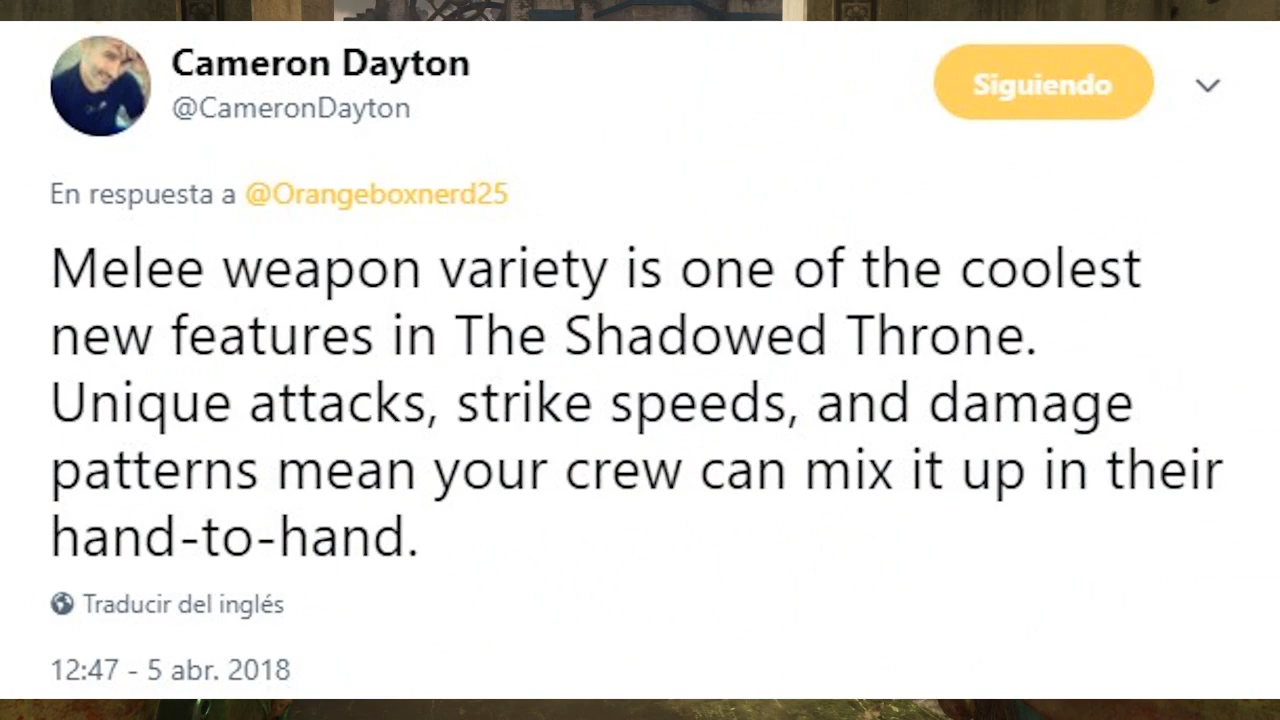 Cameron Dayton
@CameronDayton
Siguiendo
En respuesta a @Orangeboxnerd25
Melee weapon variety is one of the coolest
new features in The Shadowed Throne.
Unique attacks, strike speeds, and damage
patterns mean your crew can mix it up in their
hand-to-hand.
Traducir del inglés
12:47 - 5 abr. 2018